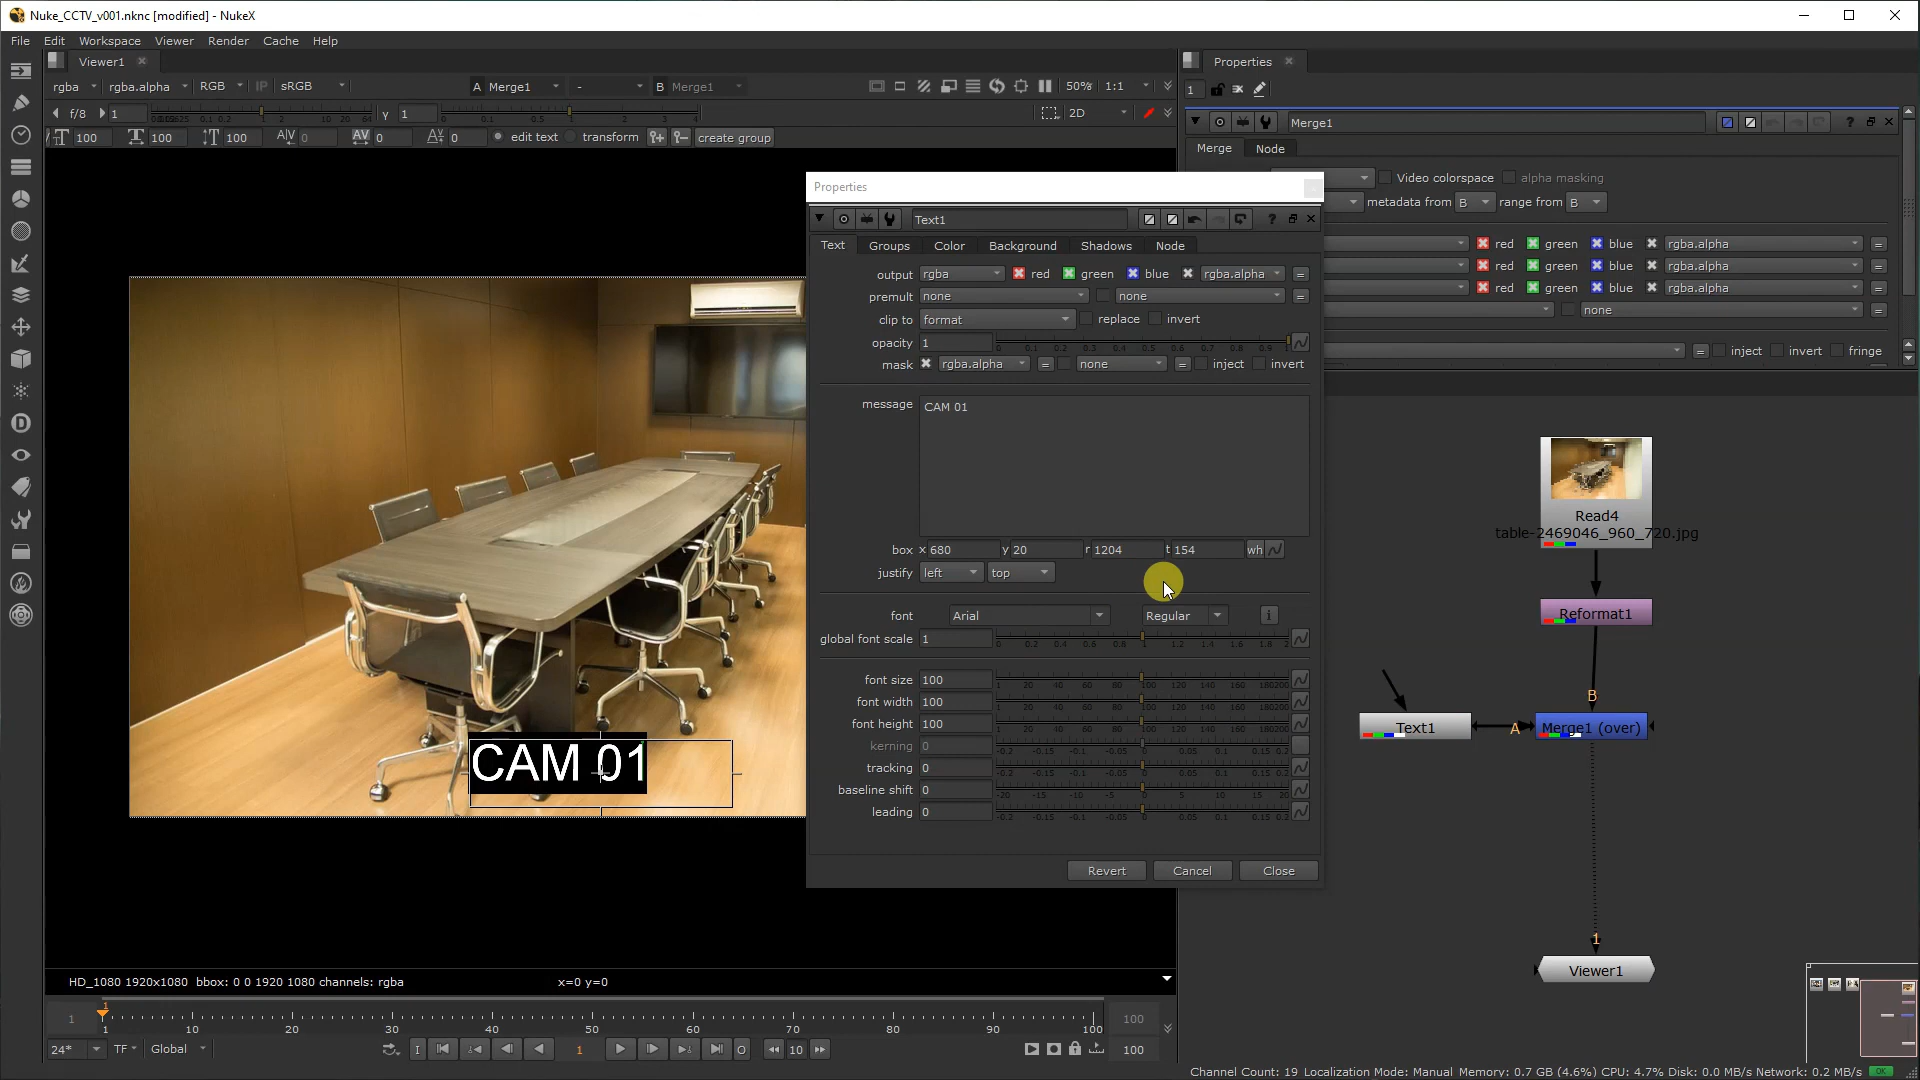 Nuke_CCTV_v001.nknc [modified] - NukeX
File Edit Workspace Viewer Render Cache Help
Viewer1
rgba rgba.alpha RGB IP sRGB A Merge1 - B Merge1 50% 1:1
f/8 1 γ 1 2D
100 100 100 0 0 0 edit text transform create group
Properties
1
Merge1
Merge Node
Video colorspace alpha masking
metadata from B range from B
red green blue rgba.alpha
red green blue rgba.alpha
red green blue rgba.alpha
none
inject invert fringe
Properties
Text1
Text Groups Color Background Shadows Node
output rgba red green blue rgba.alpha =
premult none none =
clip to format replace invert
opacity 1
mask rgba.alpha = none = inject invert
message CAM 01
box x 680 y 20 r 1204 t 154 wh
justify left top
font Arial Regular i
global font scale 1
font size 100
font width 100
font height 100
kerning 0
tracking 0
baseline shift 0
leading 0
Revert Cancel Close
CAM 01
Read4
table-2469046_960_720.jpg
Reformat1
B
Text1 A Merge1 (over)
1
Viewer1
HD_1080 1920x1080 bbox: 0 0 1920 1080 channels: rgba x=0 y=0
1 1 10 20 30 40 50 60 70 80 90 100 100
24* TF Global I 1 O 10 100
Channel Count: 19 Localization Mode: Manual Memory: 0.7 GB (4.6%) CPU: 4.7% Disk: 0.0 MB/s Network: 0.2 MB/s OK